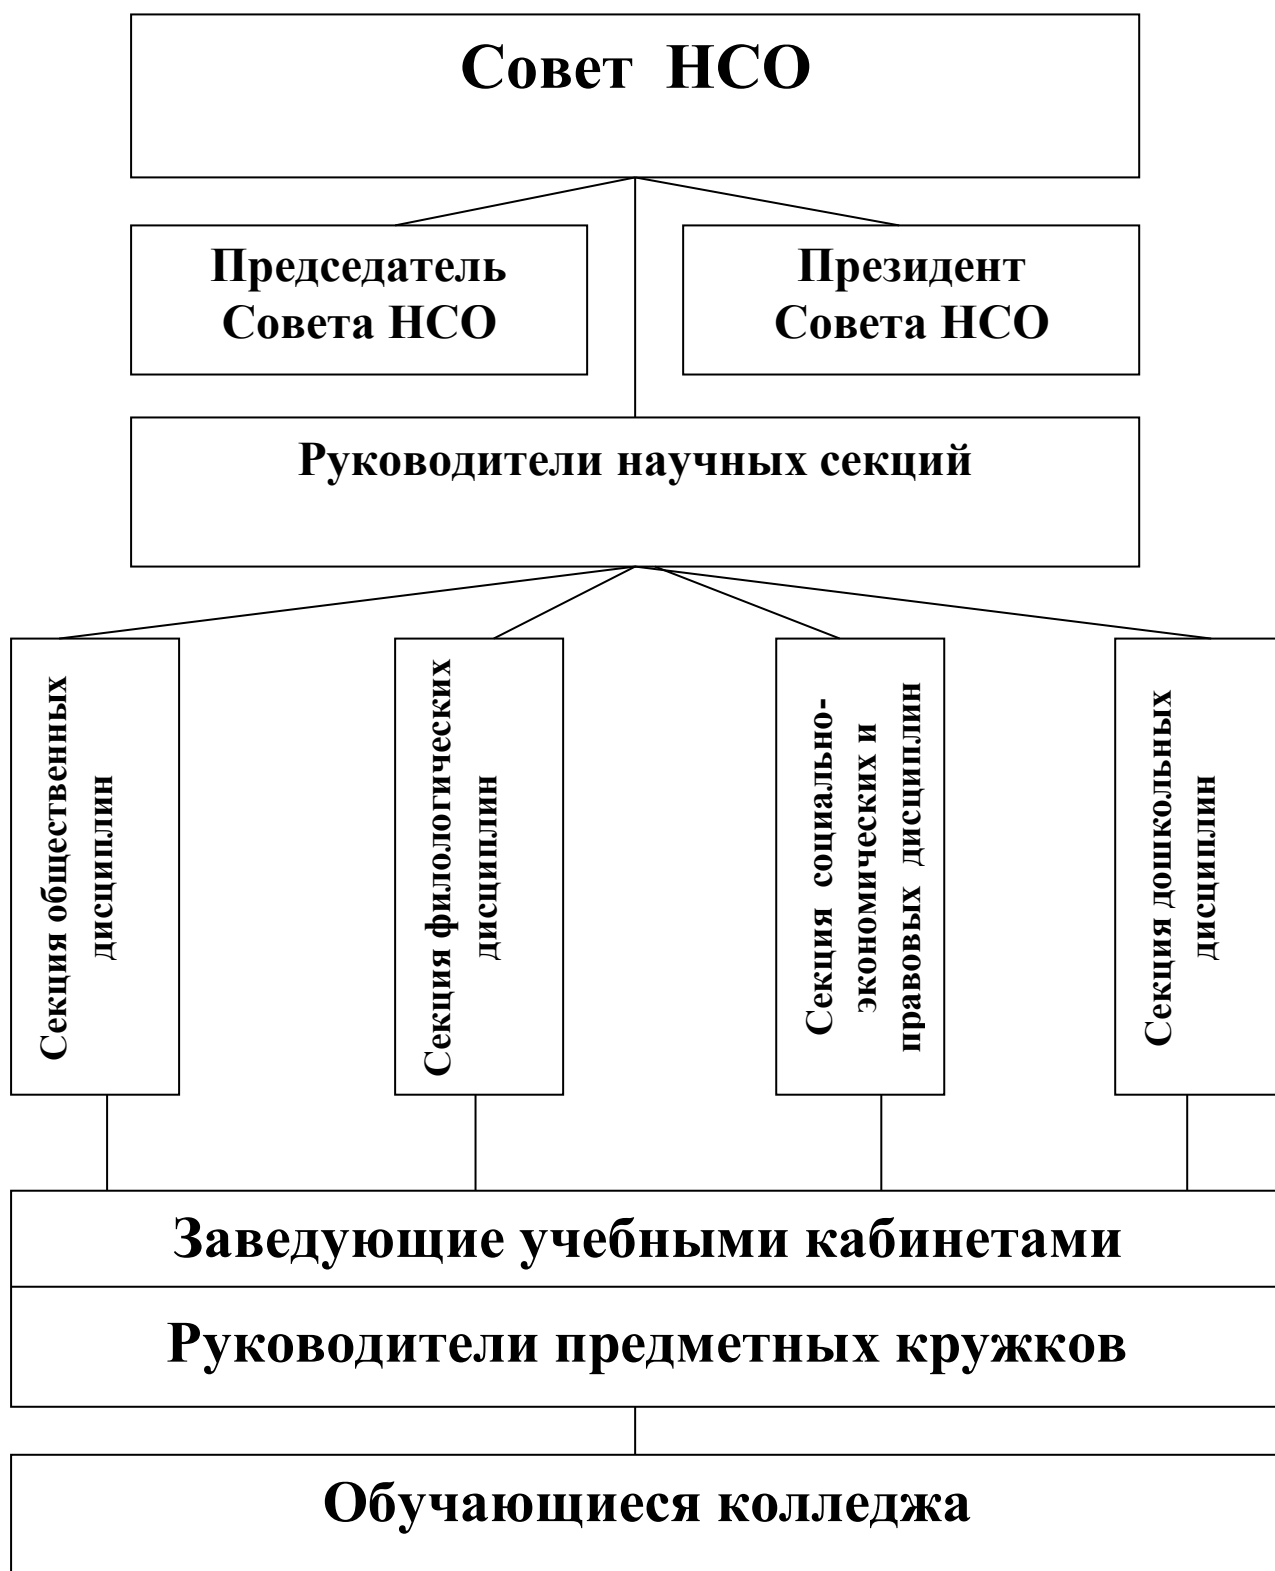 Совет НСО
Председатель
Совета НСО
Президент
Совета НСО
Руководители научных секций
Секция общественных
дисциплин
Секция филологических
дисциплин
Секция социально-
экономических и
правовых дисциплин
Секция дошкольных
дисциплин
Заведующие учебными кабинетами
Руководители предметных кружков
Обучающиеся колледжа